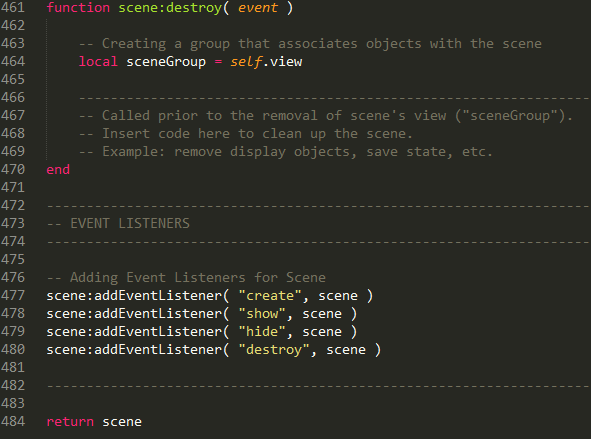 461 function scene:destroy( event )
462
463 -- Creating a group that associates objects with the scene
464 local sceneGroup = self.view
465
466 -----------------------------------------------------------------
467 -- Called prior to the removal of scene's view ("sceneGroup").
468 -- Insert code here to clean up the scene.
469 -- Example: remove display objects, save state, etc.
470 end
471
472 ---------------------------------------------------------------------
473 -- EVENT LISTENERS
474 ---------------------------------------------------------------------
475
476 -- Adding Event Listeners for Scene
477 scene:addEventListener( "create", scene )
478 scene:addEventListener( "show", scene )
479 scene:addEventListener( "hide", scene )
480 scene:addEventListener( "destroy", scene )
481
482 ---------------------------------------------------------------------
483
484 return scene